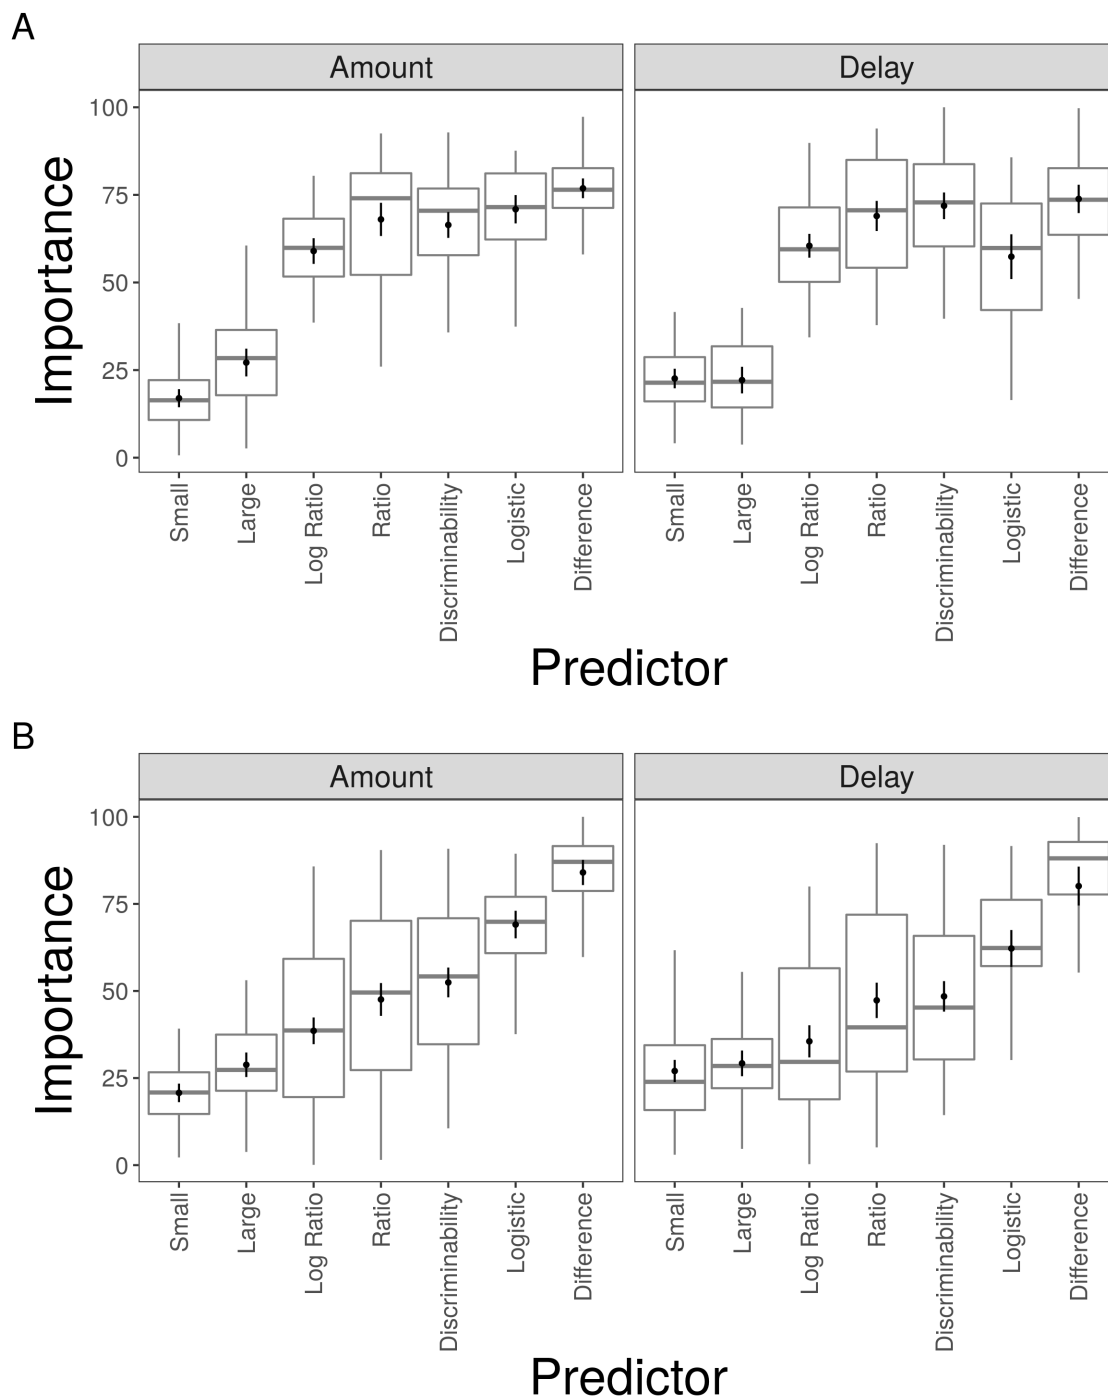 A
Amount Delay
Importance
100
75
50
25
0
Small Large Log Ratio Ratio Discriminability Logistic Difference Small Large Log Ratio Ratio Discriminability Logistic Difference
Predictor
B
Amount Delay
Importance
100
75
50
25
0
Small Large Log Ratio Ratio Discriminability Logistic Difference Small Large Log Ratio Ratio Discriminability Logistic Difference
Predictor